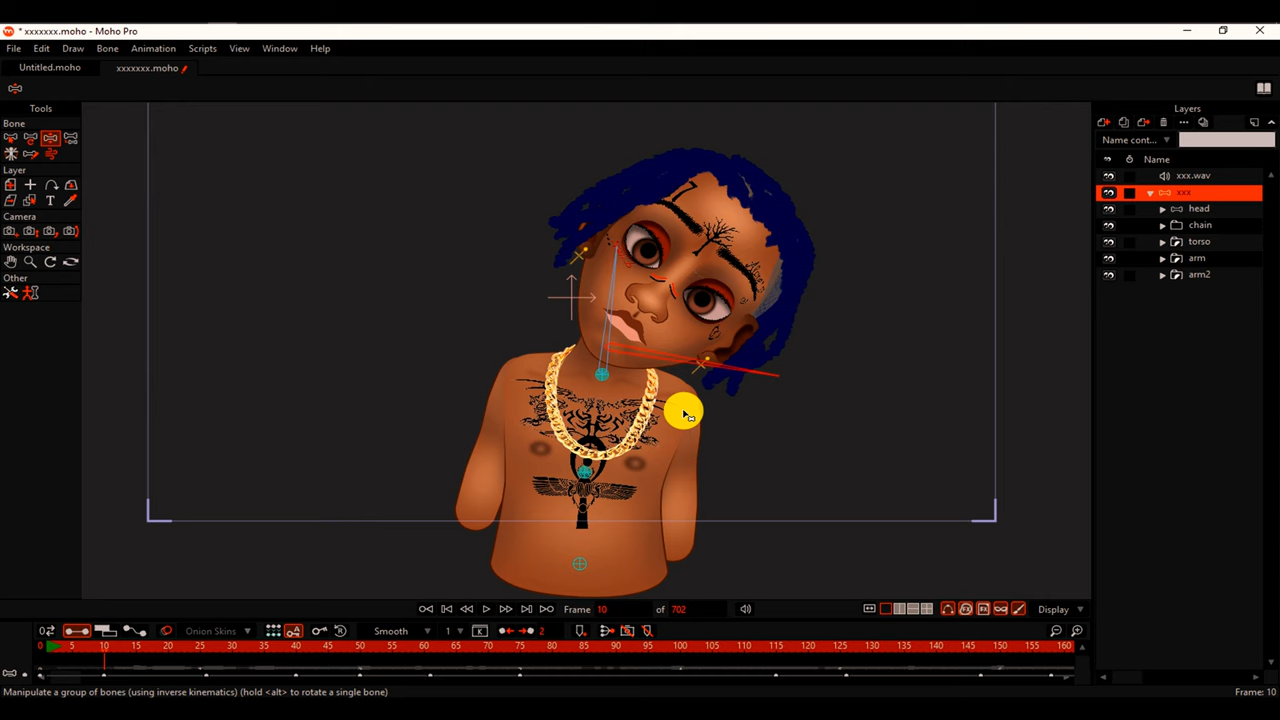 * xxxxxxx.moho - Moho Pro
File Edit Draw Bone Animation Scripts View Window Help
Untitled.moho xxxxxxx.moho
Tools Layers
Bone
Name cont...
Name
Layer xxx.wav
xxx
head
Camera chain
torso
Workspace arm
arm2
Other
Frame 10 of 702 Display
Onion Skins Smooth 1 2
0 5 10 15 20 25 30 35 40 45 50 55 60 65 70 75 80 85 90 95 100 105 110 115 120 125 130 135 140 145 150 155 160
Manipulate a group of bones (using inverse kinematics) (hold <alt> to rotate a single bone) Frame: 10